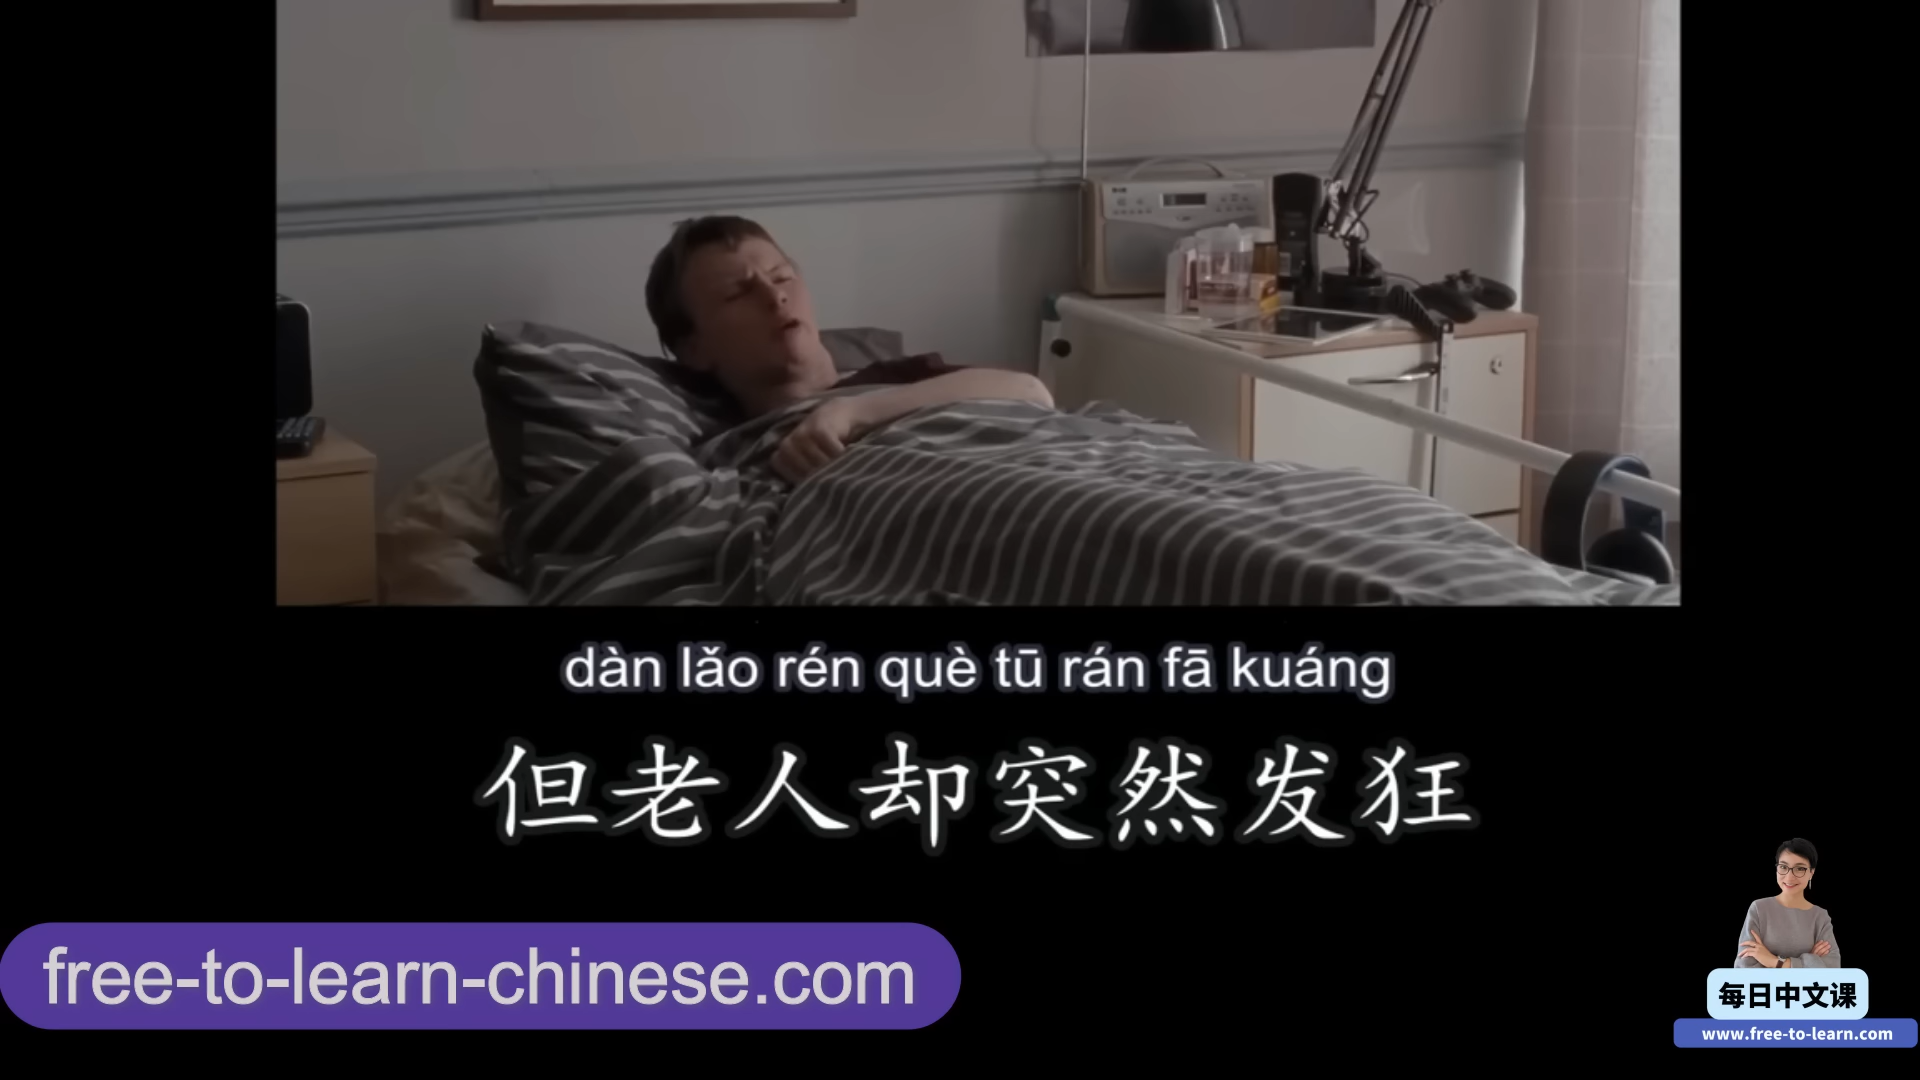 dàn lǎo rén què tū rán fā kuáng
但老人却突然发狂
free-to-learn-chinese.com
每日中文课
www.free-to-learn.com